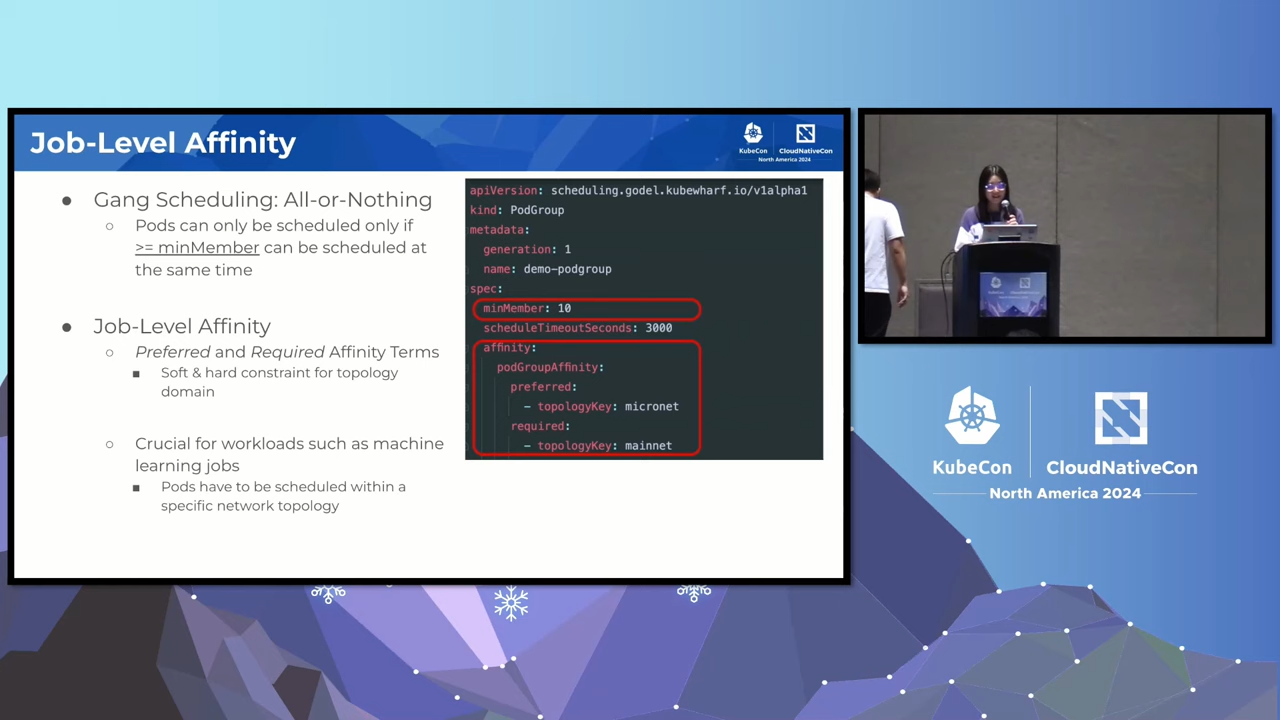 Job-Level Affinity
KubeCon
CloudNativeCon
North America 2024
● Gang Scheduling: All-or-Nothing
○ Pods can only be scheduled only if
>= minMember can be scheduled at
the same time
● Job-Level Affinity
○ Preferred and Required Affinity Terms
■ Soft & hard constraint for topology
domain
○ Crucial for workloads such as machine
learning jobs
■ Pods have to be scheduled within a
specific network topology
apiVersion: scheduling.godel.kubewharf.io/v1alpha1
kind: PodGroup
metadata:
generation: 1
name: demo-podgroup
spec:
minMember: 10
scheduleTimeoutSeconds: 3000
affinity:
podGroupAffinity:
preferred:
- topologyKey: micronet
required:
- topologyKey: mainnet
KubeCon
CloudNativeCon
North America 2024